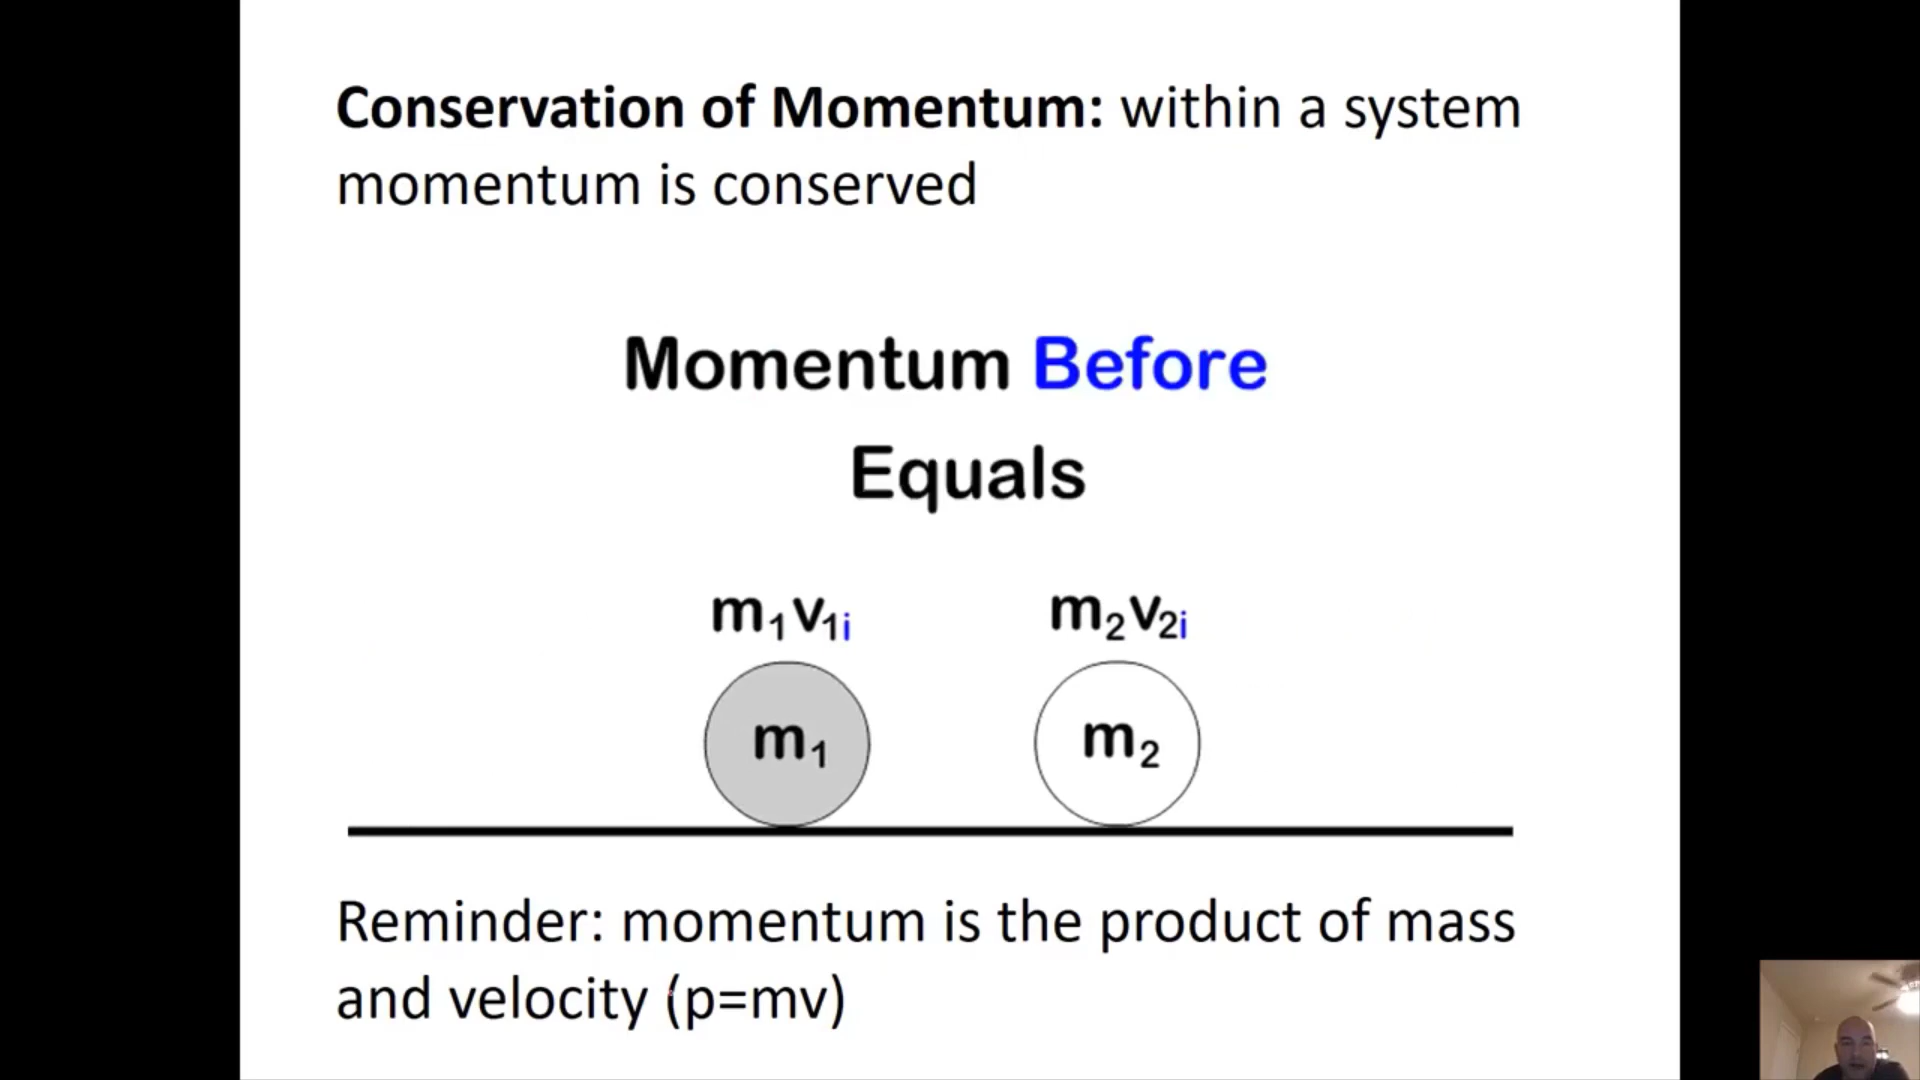 Conservation of Momentum: within a system
momentum is conserved
Momentum Before
Equals
m₁v₁ᵢ m₂v₂ᵢ
m₁ m₂
Reminder: momentum is the product of mass
and velocity (p=mv)